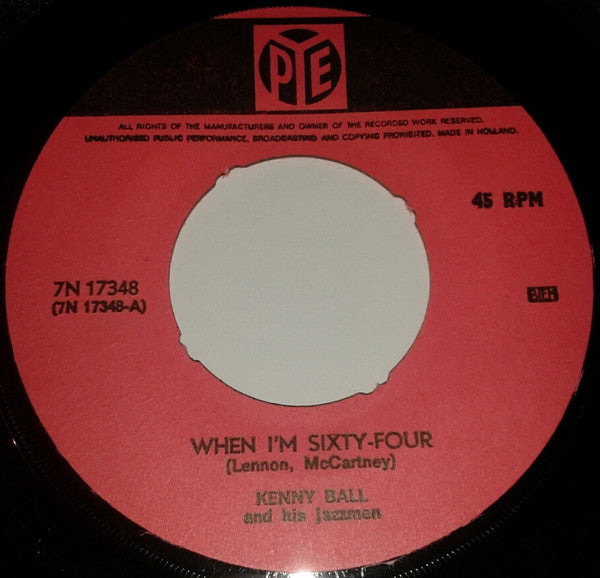 PYE
ALL RIGHTS OF THE MANUFACTURERS AND OWNER OF THE RECORDED WORK RESERVED.
UNAUTHORISED PUBLIC PERFORMANCE, BROADCASTING AND COPYING PROHIBITED. MADE IN HOLLAND.
45 RPM
7N 17348
(7N 17348-A)
WHEN I'M SIXTY-FOUR
(Lennon, McCartney)
KENNY BALL
and his Jazzmen